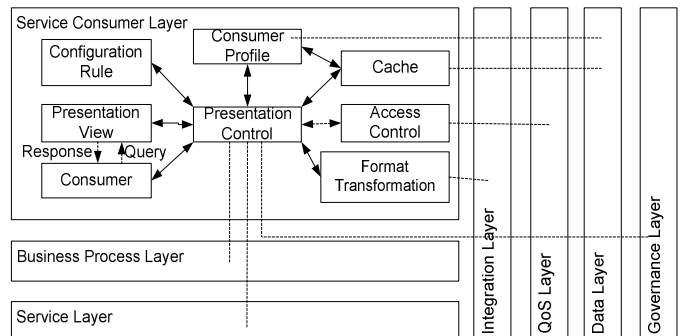 Service Consumer Layer
Configuration
Rule
Consumer
Profile
Cache
Presentation
View
Presentation
Control
Access
Control
Response
Query
Consumer
Format
Transformation
Business Process Layer
Service Layer
Integration Layer
QoS Layer
Data Layer
Governance Layer